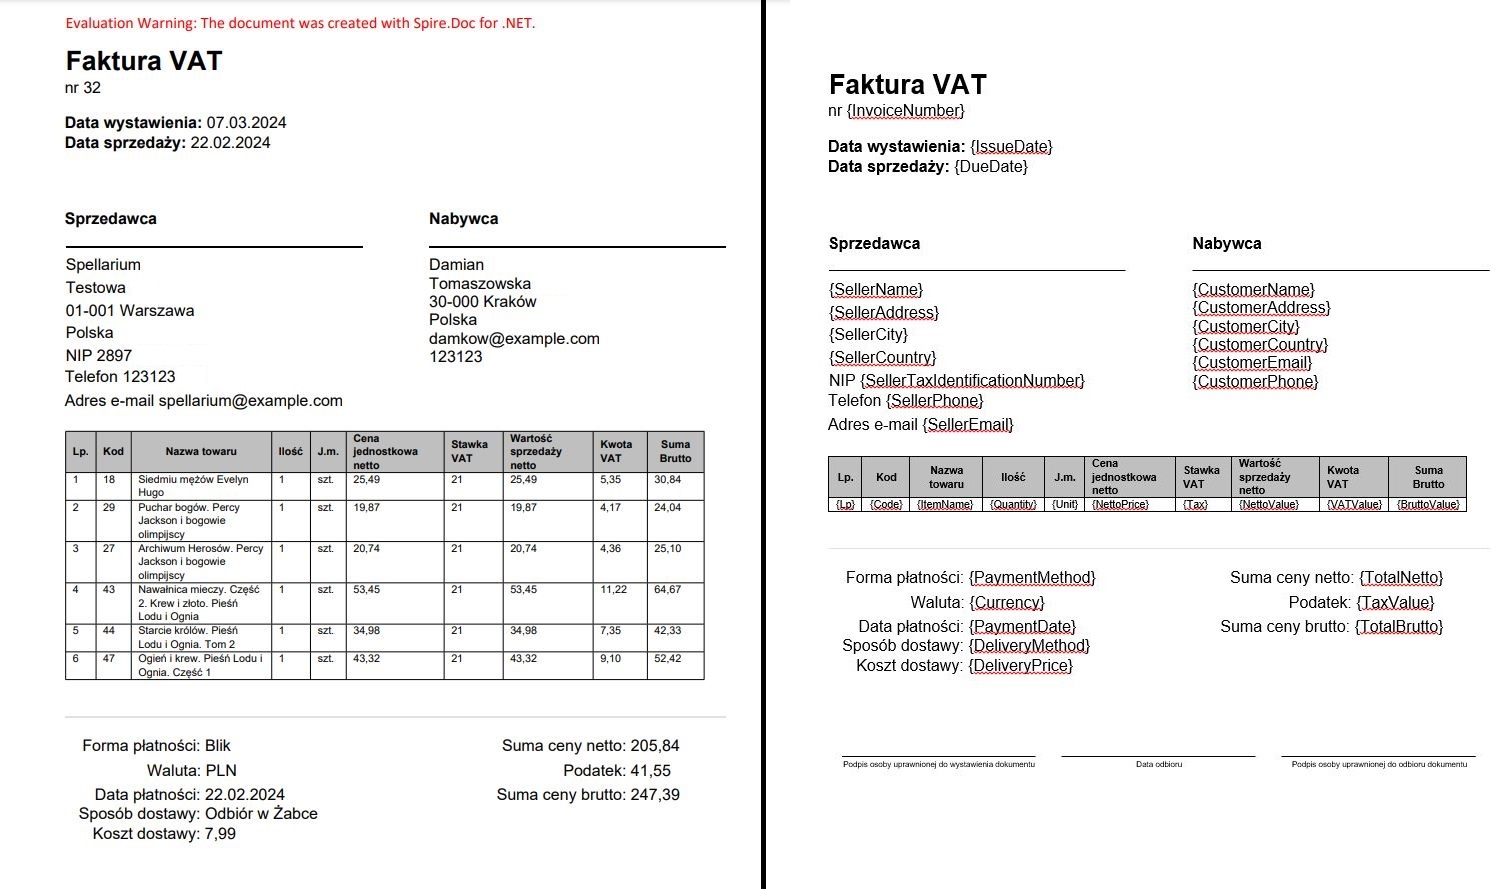 Evaluation Warning: The document was created with Spire.Doc for .NET.
Faktura VAT
nr 32
Data wystawienia: 07.03.2024
Data sprzedaży: 22.02.2024
Sprzedawca
Spellarium
Testowa
01-001 Warszawa
Polska
NIP 2897
Telefon 123123
Adres e-mail spellarium@example.com
Nabywca
Damian
Tomaszowska
30-000 Kraków
Polska
damkow@example.com
123123
Lp. Kod Nazwa towaru Ilość J.m. Cena jednostkowa netto Stawka VAT Wartość sprzedaży netto Kwota VAT Suma Brutto
1 18 Siedmiu mężów Evelyn Hugo 1 szt. 25,49 21 25,49 5,35 30,84
2 29 Puchar bogów. Percy Jackson i bogowie olimpijscy 1 szt. 19,87 21 19,87 4,17 24,04
3 27 Archiwum Herosów. Percy Jackson i bogowie olimpijscy 1 szt. 20,74 21 20,74 4,36 25,10
4 43 Nawałnica mieczy. Część 2. Krew i złoto. Pieśń Lodu i Ognia 1 szt. 53,45 21 53,45 11,22 64,67
5 44 Starcie królów. Pieśń Lodu i Ognia. Tom 2 1 szt. 34,98 21 34,98 7,35 42,33
6 47 Ogień i krew. Pieśń Lodu i Ognia. Część 1 1 szt. 43,32 21 43,32 9,10 52,42
Forma płatności: Blik
Waluta: PLN
Data płatności: 22.02.2024
Sposób dostawy: Odbiór w Żabce
Koszt dostawy: 7,99
Suma ceny netto: 205,84
Podatek: 41,55
Suma ceny brutto: 247,39
Faktura VAT
nr {InvoiceNumber}
Data wystawienia: {IssueDate}
Data sprzedaży: {DueDate}
Sprzedawca
{SellerName}
{SellerAddress}
{SellerCity}
{SellerCountry}
NIP {SellerTaxIdentificationNumber}
Telefon {SellerPhone}
Adres e-mail {SellerEmail}
Nabywca
{CustomerName}
{CustomerAddress}
{CustomerCity}
{CustomerCountry}
{CustomerEmail}
{CustomerPhone}
Lp. Kod Nazwa towaru Ilość J.m. Cena jednostkowa netto Stawka VAT Wartość sprzedaży netto Kwota VAT Suma Brutto
{Lp} {Code} {ItemName} {Quantity} {Unit} {NettoPrice} {Tax} {NettoValue} {VATValue} {BruttoValue}
Forma płatności: {PaymentMethod}
Waluta: {Currency}
Data płatności: {PaymentDate}
Sposób dostawy: {DeliveryMethod}
Koszt dostawy: {DeliveryPrice}
Suma ceny netto: {TotalNetto}
Podatek: {TaxValue}
Suma ceny brutto: {TotalBrutto}
Podpis osoby uprawnionej do wystawienia dokumentu
Data odbioru
Podpis osoby uprawnionej do odbioru dokumentu